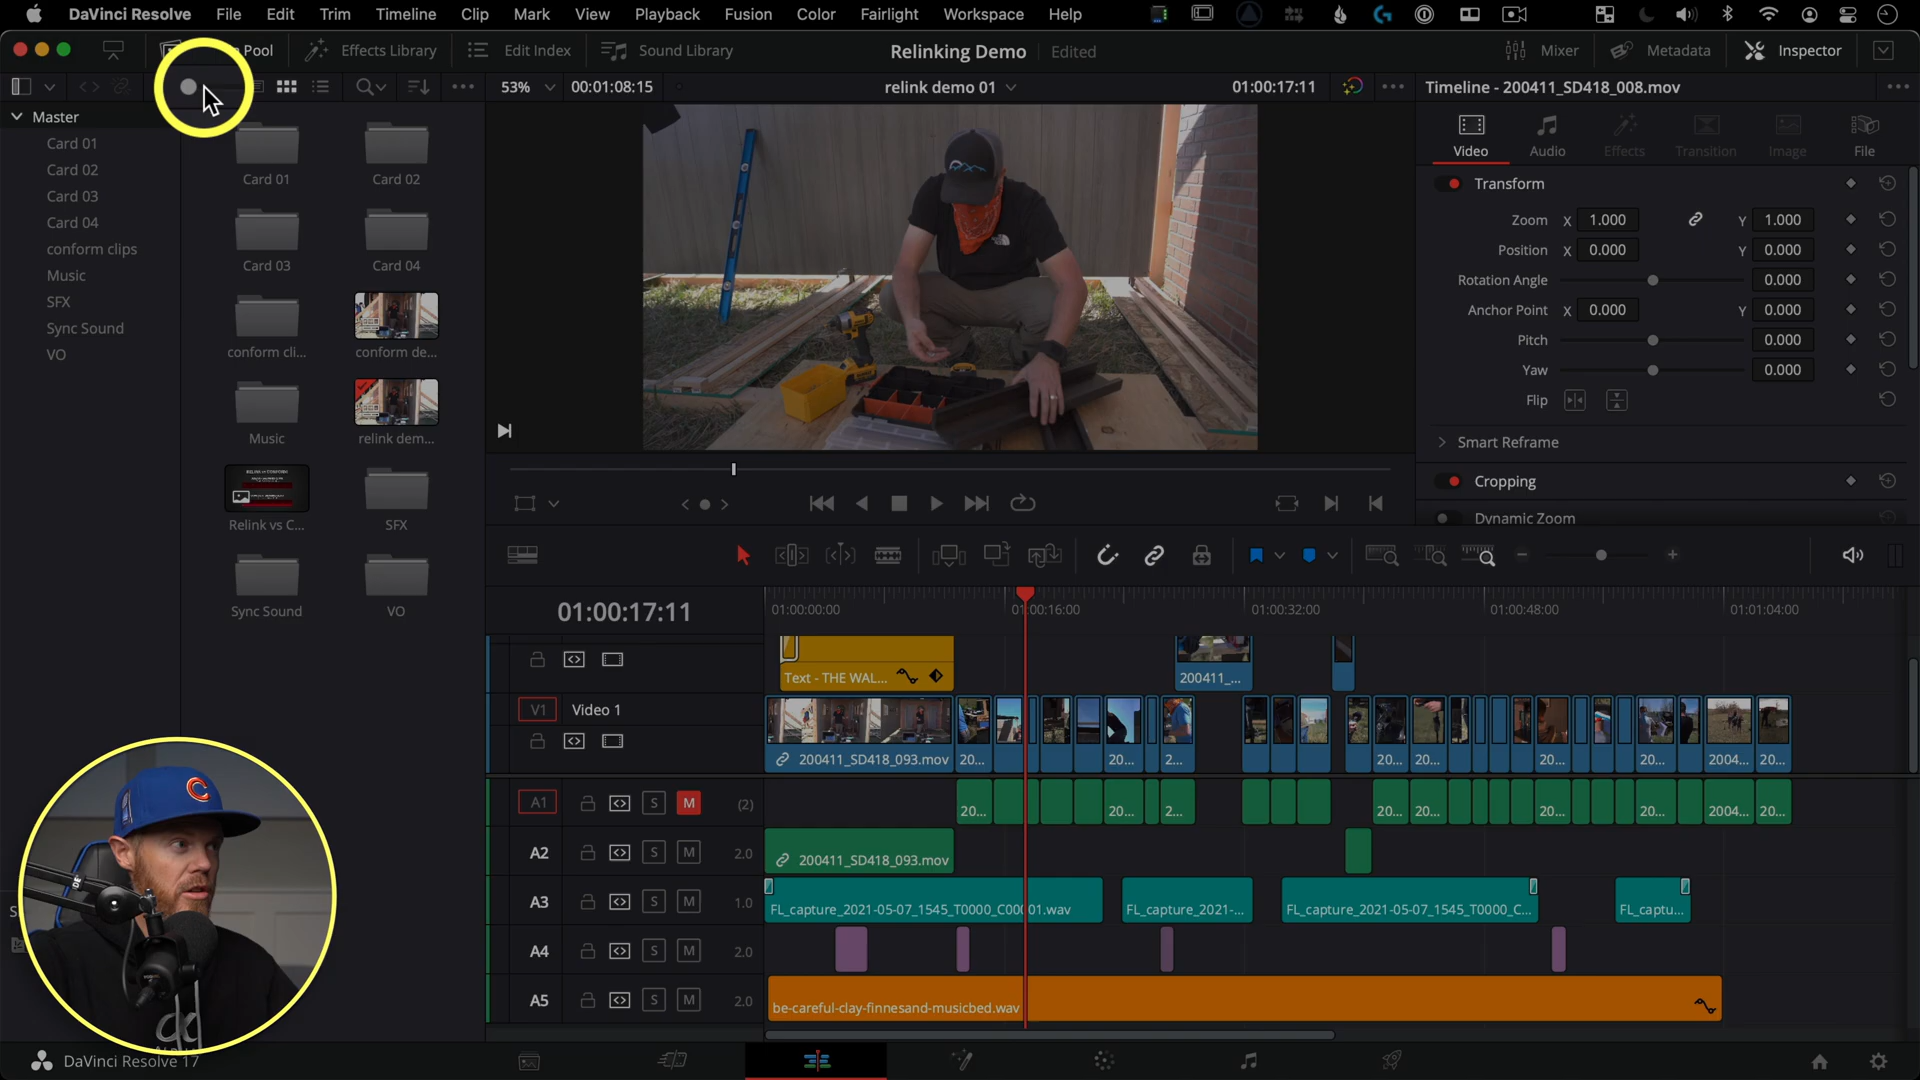 DaVinci Resolve File Edit Trim Timeline Clip Mark View Playback Fusion Color Fairlight Workspace Help
Pool Effects Library Edit Index Sound Library Relinking Demo Edited Mixer Metadata Inspector
53% 00:01:08:15 relink demo 01 01:00:17:11 Timeline - 200411_SD418_008.mov
Master
Card 01
Card 02
Card 03
Card 04
conform clips
Music
SFX
Sync Sound
VO
Card 01 Card 02
Card 03 Card 04
conform cli... conform de...
Music relink dem...
Relink vs C... SFX
Sync Sound VO
Video Audio Effects Transition Image File
Transform
Zoom X 1.000 Y 1.000
Position X 0.000 Y 0.000
Rotation Angle 0.000
Anchor Point X 0.000 Y 0.000
Pitch 0.000
Yaw 0.000
Flip
Smart Reframe
Cropping
Dynamic Zoom
01:00:17:11
01:00:00:00 01:00:16:00 01:00:32:00 01:00:48:00 01:01:04:00
Text - THE WAL... 200411_...
V1 Video 1
200411_SD418_093.mov 20... 20... 2... 20... 20... 20... 20... 2004... 20...
A1 S M (2) 20... 20... 2... 20... 20... 20... 20... 2004... 20...
A2 S M 2.0 200411_SD418_093.mov
A3 S M 1.0 FL_capture_2021-05-07_1545_T0000_C0001.wav FL_capture_2021-... FL_capture_2021-05-07_1545_T0000_C... FL_captu...
A4 S M 2.0
A5 S M 2.0 be-careful-clay-finnesand-musicbed.wav
DaVinci Resolve 17